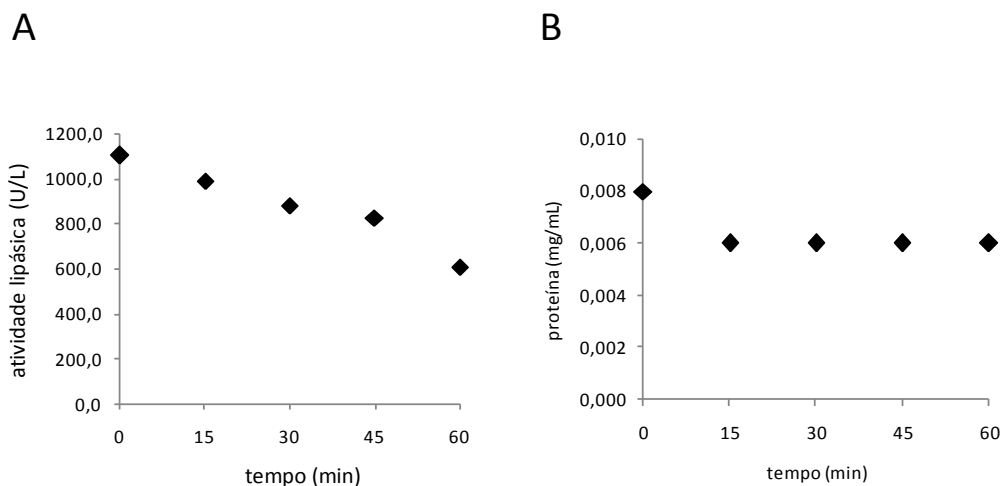 A
B
atividade lipásica (U/L)
1200,0
1000,0
800,0
600,0
400,0
200,0
0,0
0 15 30 45 60
tempo (min)
proteína (mg/mL)
0,010
0,008
0,006
0,004
0,002
0,000
0 15 30 45 60
tempo (min)